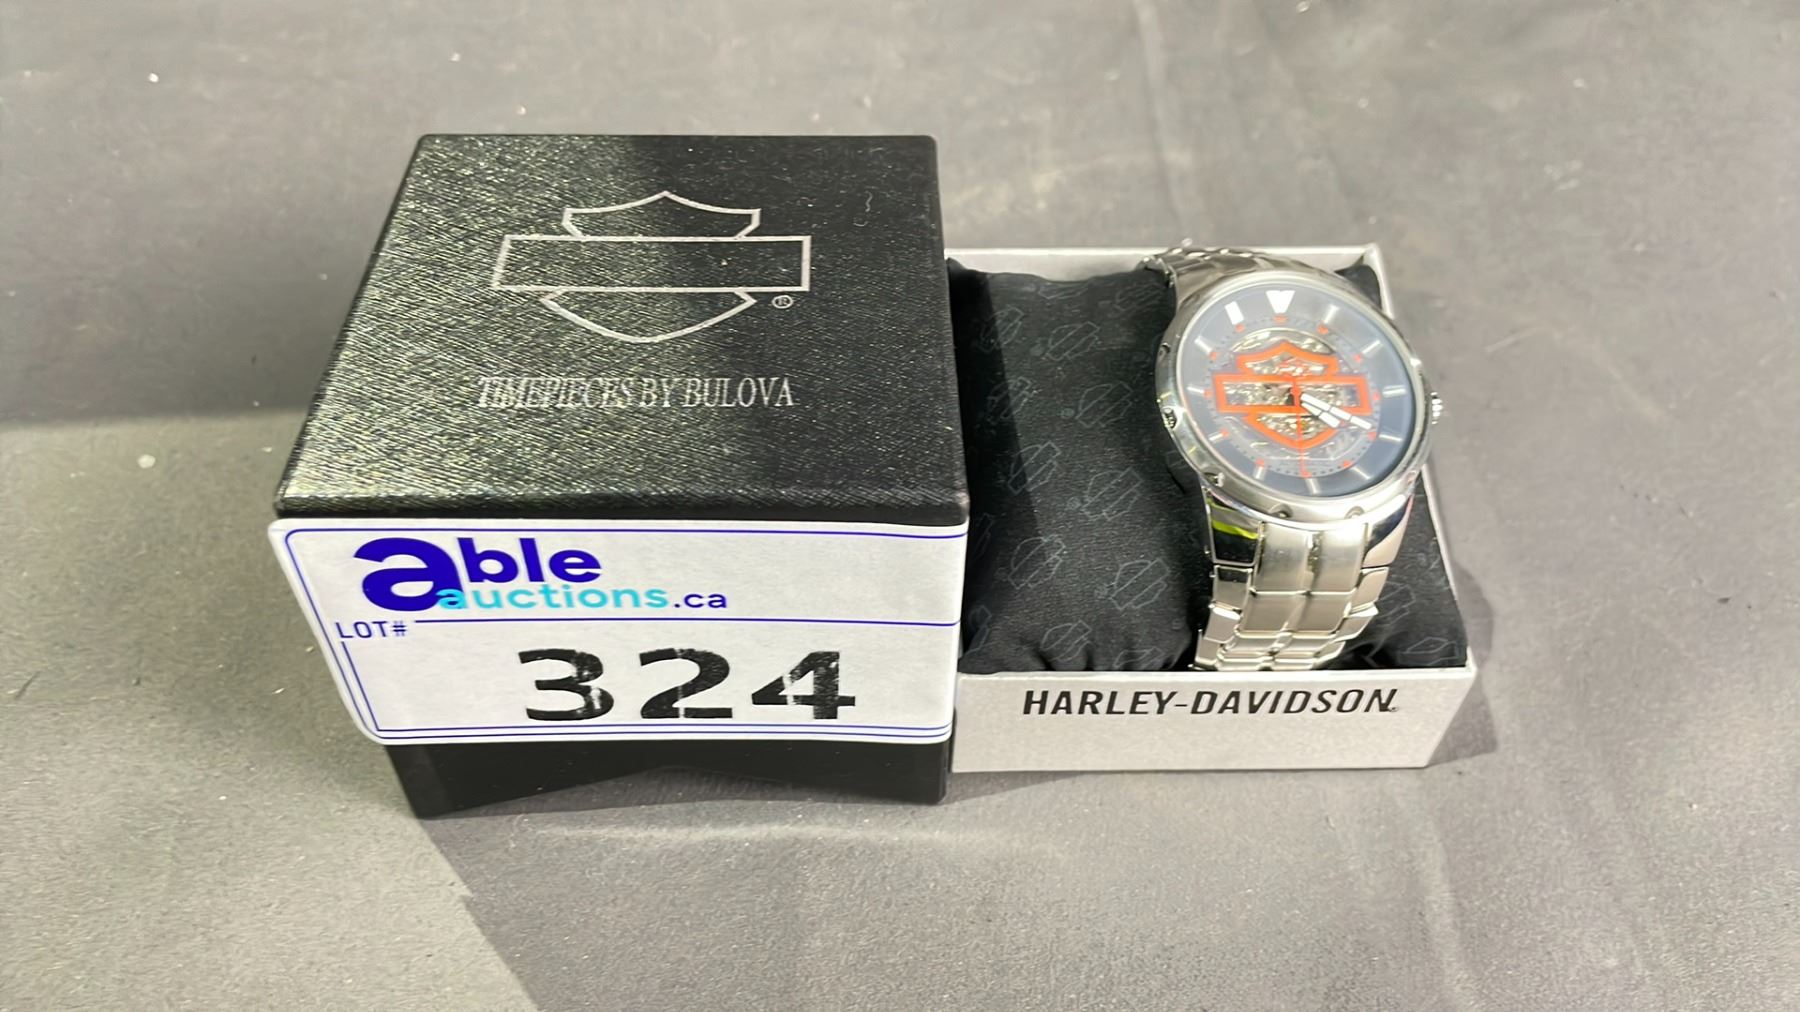 ®
TIMEPIECES BY BULOVA
able
auctions.ca
LOT#
324
HARLEY-DAVIDSON